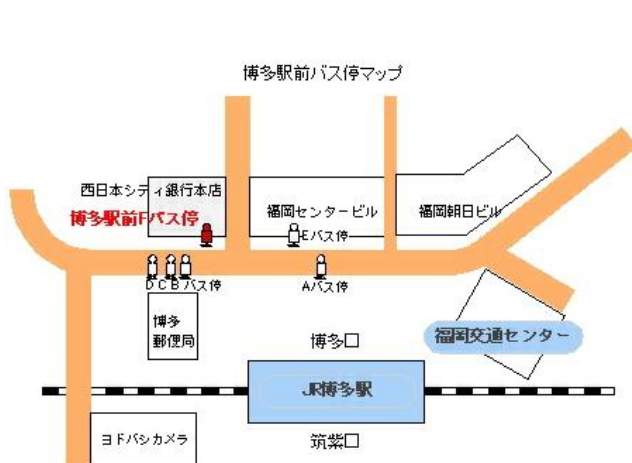 博多駅前バス停マップ
西日本シティ銀行本店
博多駅前Fバス停
福岡センタービル
福岡朝日ビル
Eバス停
D C B バス停
Aバス停
博多
郵便局
博多口
福岡交通センター
JR博多駅
ヨドバシカメラ
筑紫口